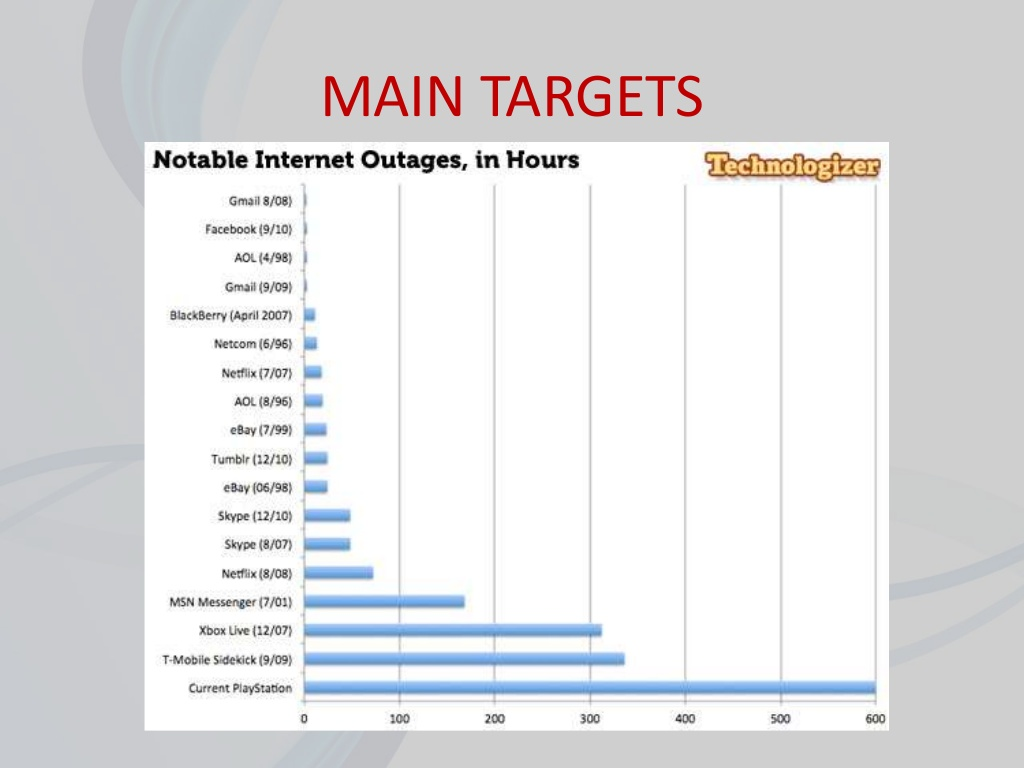 MAIN TARGETS
Notable Internet Outages, in Hours
Technologizer
Gmail 8/08)
Facebook (9/10)
AOL (4/98)
Gmail (9/09)
BlackBerry (April 2007)
Netcom (6/96)
Netflix (7/07)
AOL (8/96)
eBay (7/99)
Tumblr (12/10)
eBay (06/98)
Skype (12/10)
Skype (8/07)
Netflix (8/08)
MSN Messenger (7/01)
Xbox Live (12/07)
T-Mobile Sidekick (9/09)
Current PlayStation
0 100 200 300 400 500 600